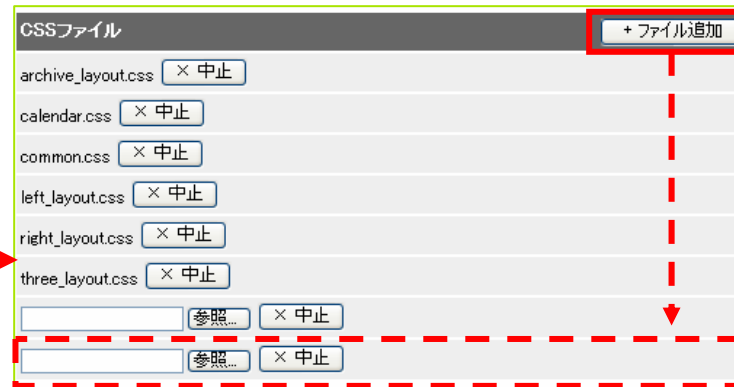 CSSファイル + ファイル追加
archive_layout.css × 中止
calendar.css × 中止
common.css × 中止
left_layout.css × 中止
right_layout.css × 中止
three_layout.css × 中止
参照... × 中止
参照... × 中止